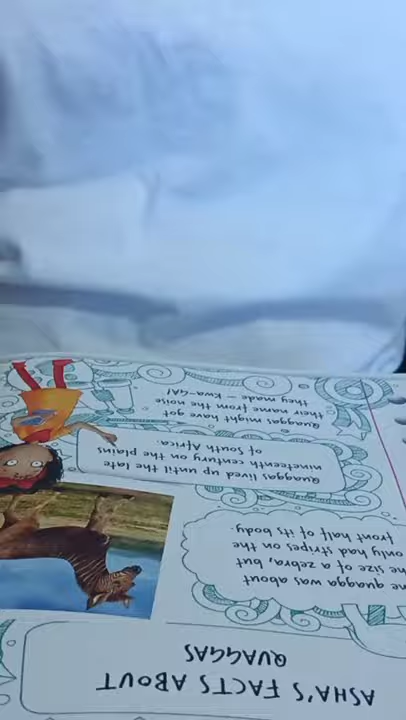 ASHA'S FACTS ABOUT
QUAGGAS
quagga was about
the size of a zebra, but
only had stripes on the
front half of its body.
Quaggas lived up until the late
nineteenth century on the plains
of South Africa.
Quaggas might have got
their name from the noise
they made – Kwa-Ga!